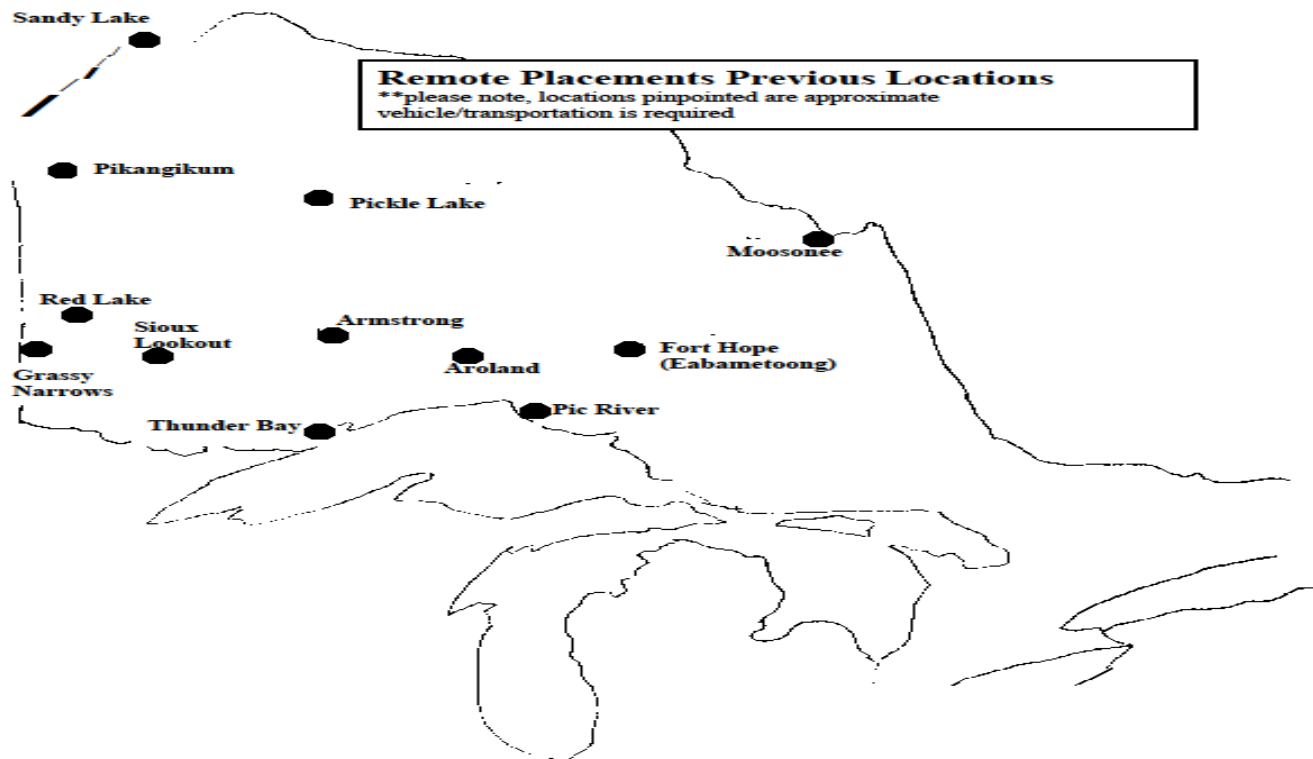 Sandy Lake
Remote Placements Previous Locations
**please note, locations pinpointed are approximate
vehicle/transportation is required
Pikangikum
Pickle Lake
Moosonee
Red Lake
Sioux
Lookout
Armstrong
Aroland
Fort Hope
(Eabametoong)
Grassy
Narrows
Thunder Bay
Pic River